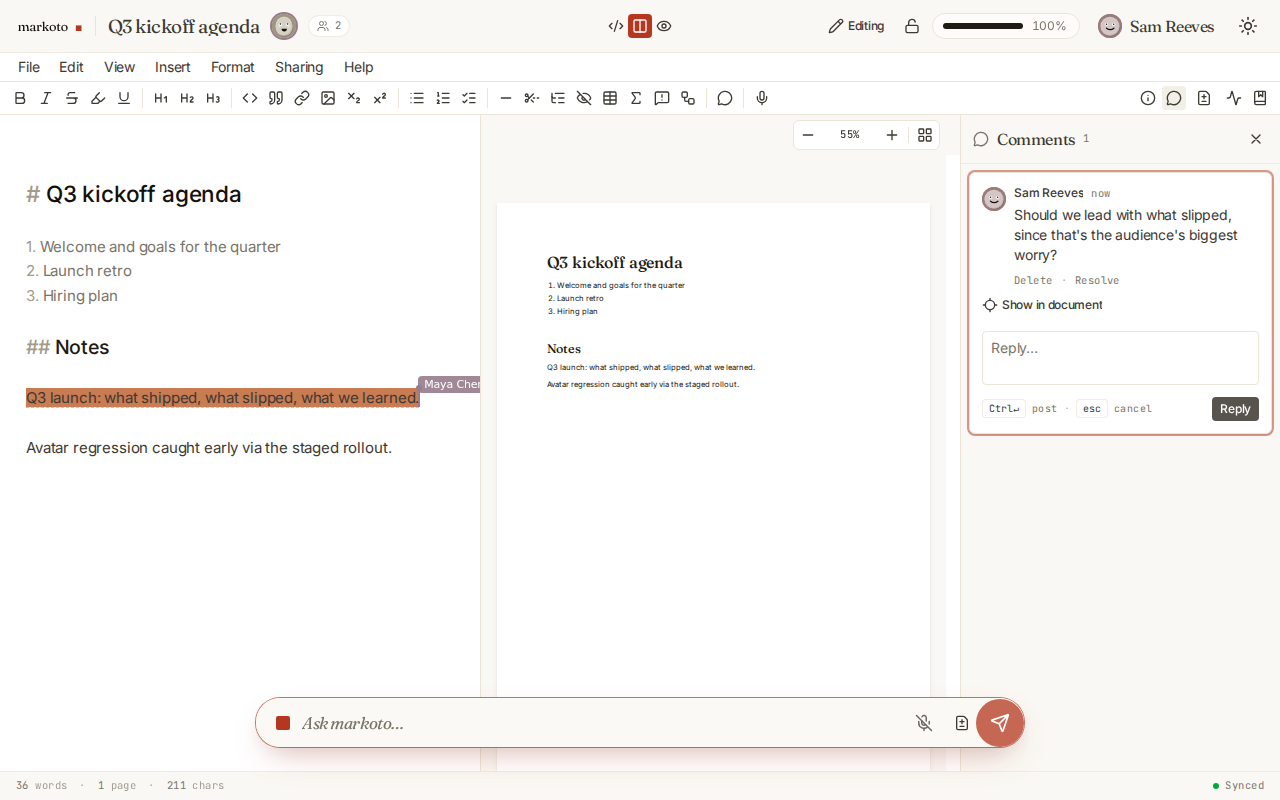 markoto
Q3 kickoff agenda
2
Editing
100%
Sam Reeves
File Edit View Insert Format Sharing Help
H1 H2 H3
55%
# Q3 kickoff agenda
1. Welcome and goals for the quarter
2. Launch retro
3. Hiring plan
## Notes
Maya Cher
Q3 launch: what shipped, what slipped, what we learned.
Avatar regression caught early via the staged rollout.
Q3 kickoff agenda
1. Welcome and goals for the quarter
2. Launch retro
3. Hiring plan
Notes
Q3 launch: what shipped, what slipped, what we learned.
Avatar regression caught early via the staged rollout.
Comments 1
Sam Reeves now
Should we lead with what slipped,
since that's the audience's biggest
worry?
Delete · Resolve
Show in document
Reply...
Ctrl↵ post · esc cancel
Reply
Ask markoto...
36 words · 1 page · 211 chars
Synced